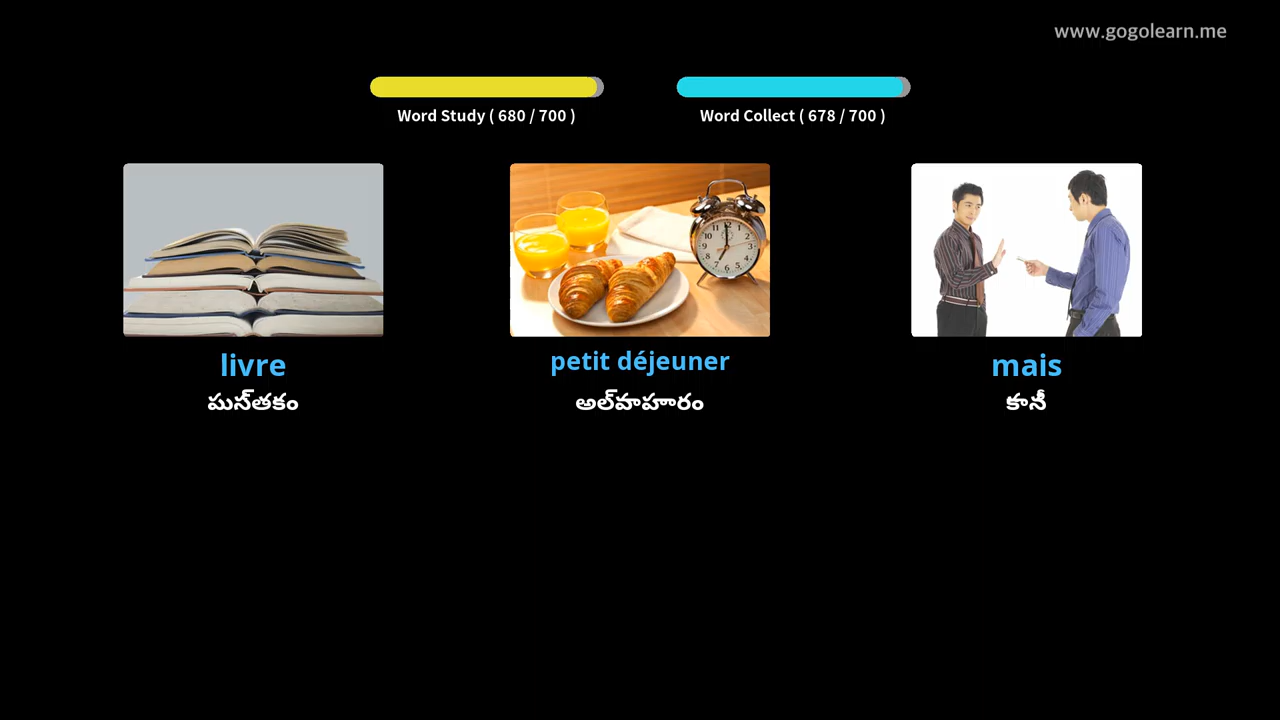 www.gogolearn.me
Word Study ( 680 / 700 )
Word Collect ( 678 / 700 )
livre
petit déjeuner
mais
పుస్‌తకం
అల్‌వాహారం
కానీ